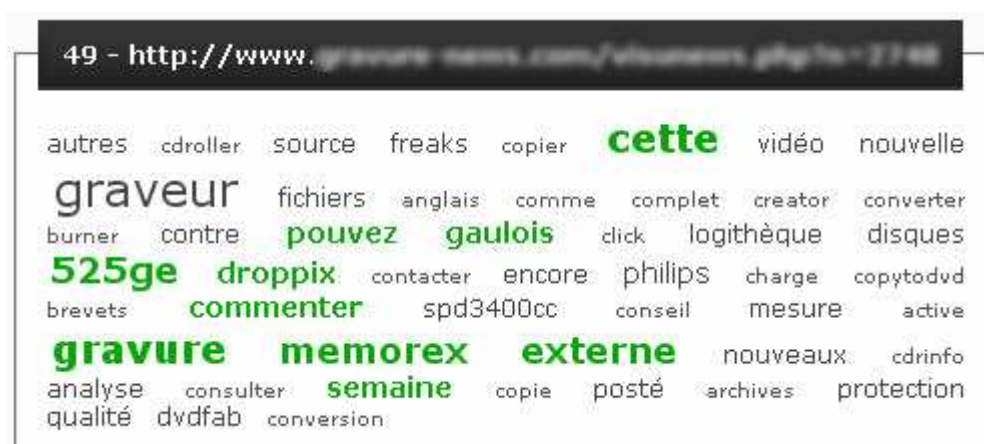 49 - http://www.
autres cdroller source freaks copier cette vidéo nouvelle
graveur fichiers anglais comme complet creator converter
burner contre pouvez gaulois click logithèque disques
525ge droppix contacter encore philips charge copytodvd
brevets commenter spd3400cc conseil mesure active
gravure memorex externe nouveaux cdrinfo
analyse consulter semaine copie posté archives protection
qualité dvdfab conversion